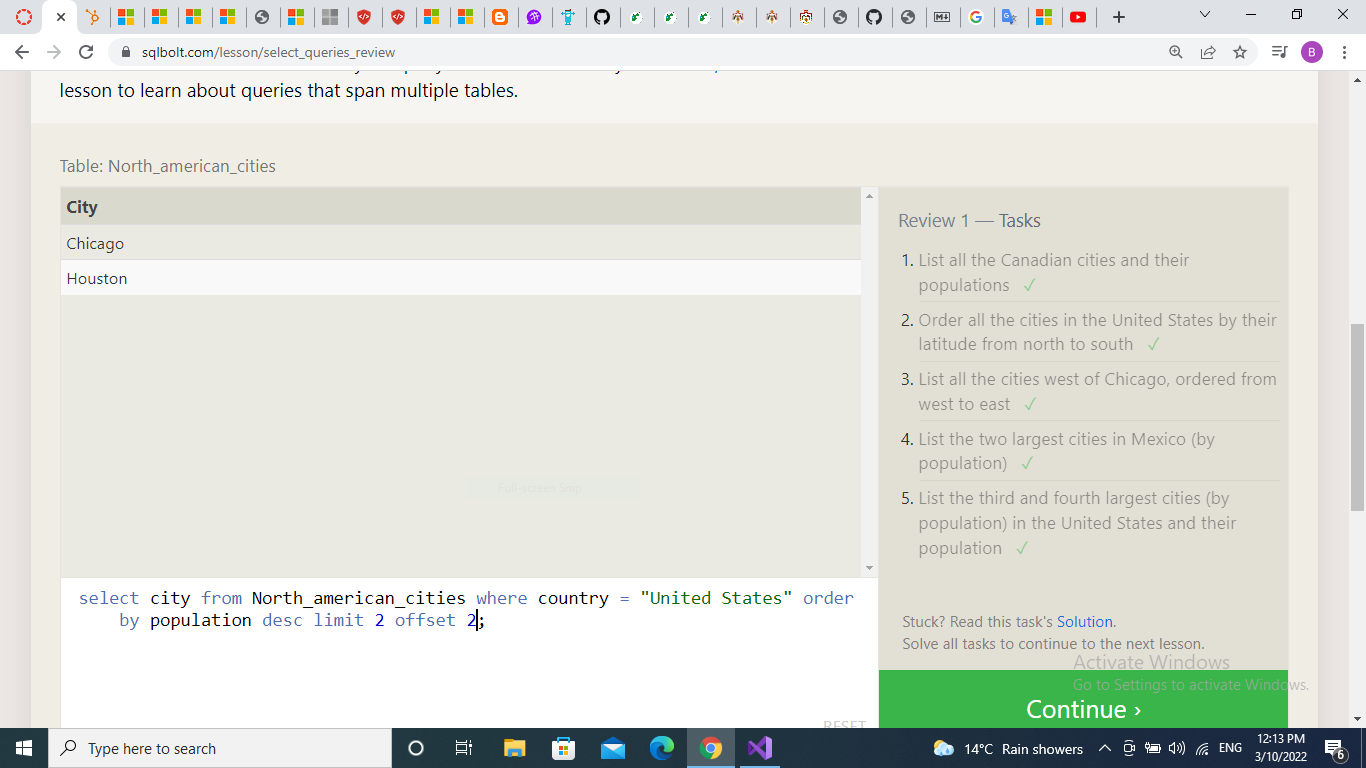 sqlbolt.com/lesson/select_queries_review
B
lesson to learn about queries that span multiple tables.
Table: North_american_cities
City
Chicago
Houston
Full-screen Snip
select city from North_american_cities where country = "United States" order
by population desc limit 2 offset 2;
RESET
Review 1 — Tasks
1. List all the Canadian cities and their
populations ✓
2. Order all the cities in the United States by their
latitude from north to south ✓
3. List all the cities west of Chicago, ordered from
west to east ✓
4. List the two largest cities in Mexico (by
population) ✓
5. List the third and fourth largest cities (by
population) in the United States and their
population ✓
Stuck? Read this task's Solution.
Solve all tasks to continue to the next lesson.
Activate Windows
Go to Settings to activate Windows.
Continue ›
Type here to search
14°C Rain showers
ENG
12:13 PM
3/10/2022
6